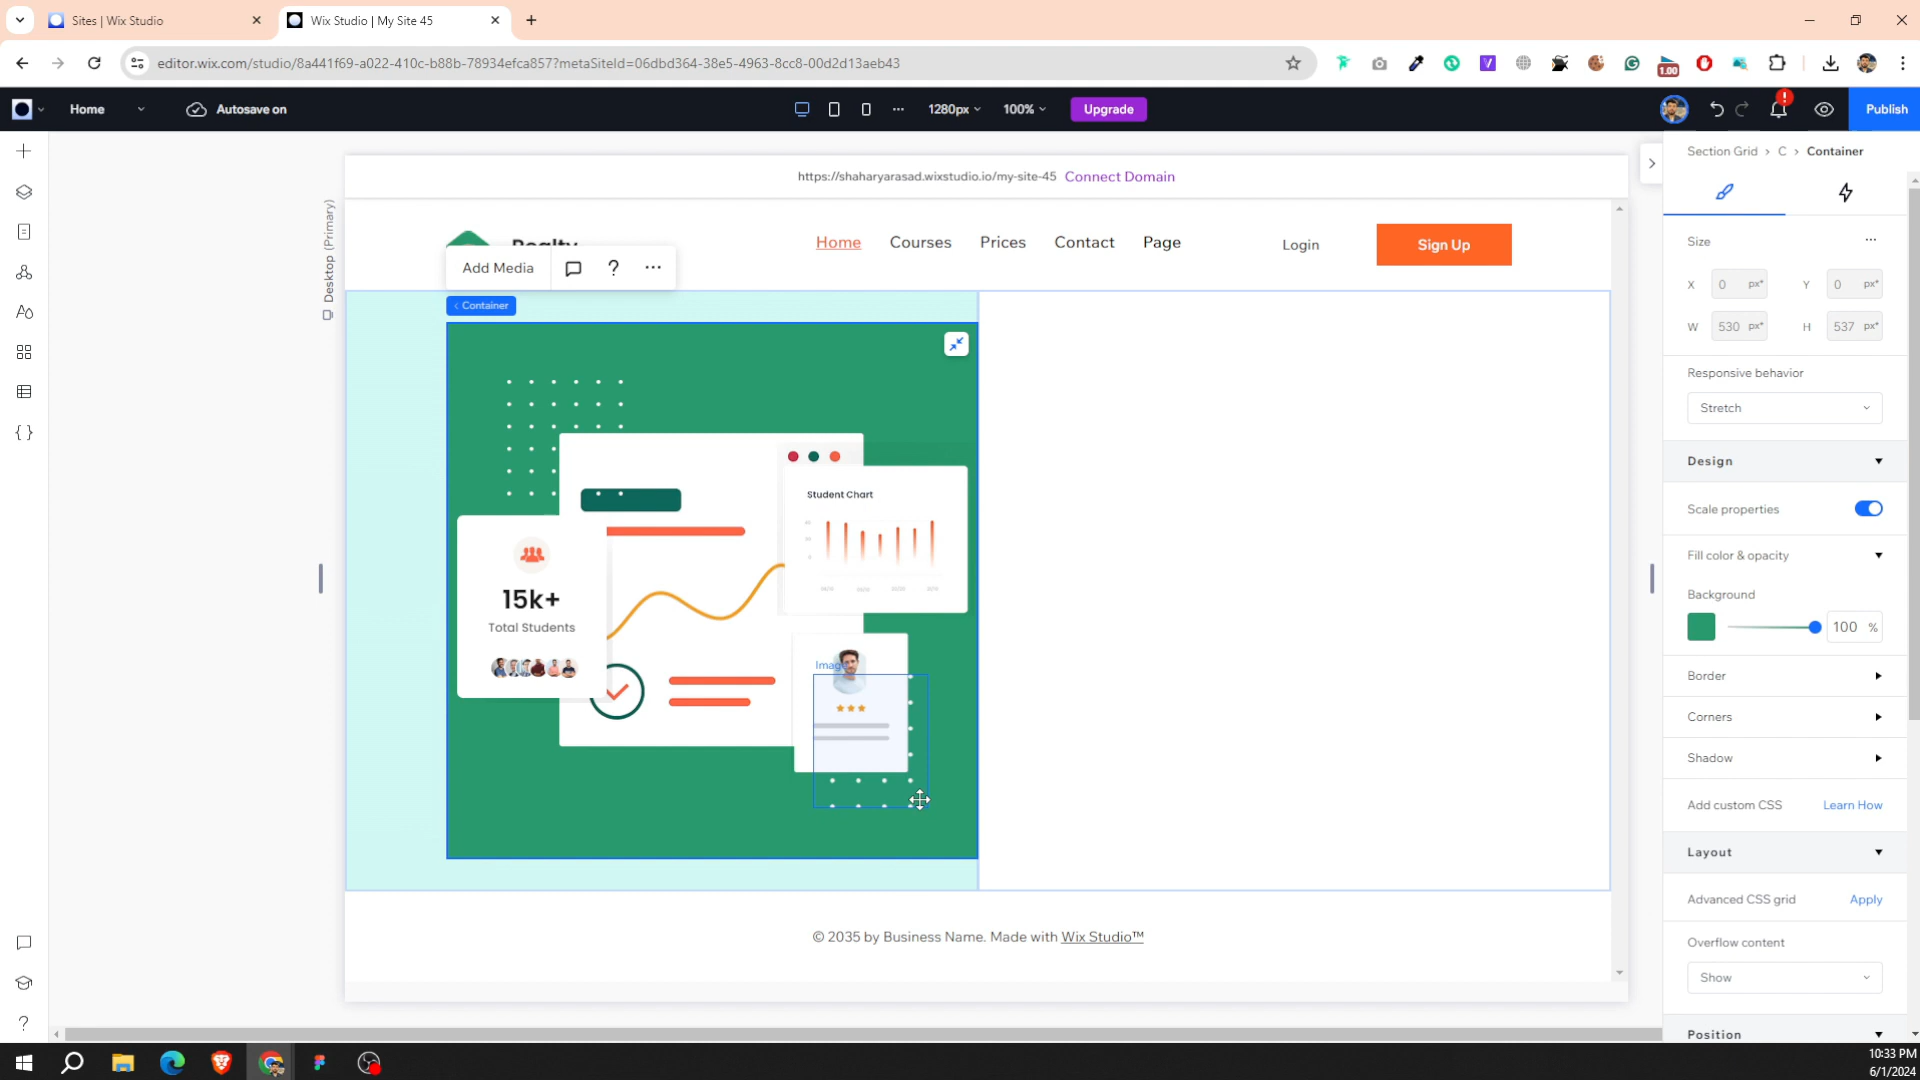 Sites | Wix Studio
Wix Studio | My Site 45
editor.wix.com/studio/8a441f69-a022-410c-b88b-78934efca857?metaSiteId=06dbd364-38e5-4963-8cc8-00d2d13aeb43
1.00
Home
Autosave on
1280px
100%
Upgrade
Publish
Section Grid > C > Container
https://shaharyarasad.wixstudio.io/my-site-45 Connect Domain
Desktop (Primary)
Realty
Home
Courses
Prices
Contact
Page
Login
Sign Up
Add Media
?
Container
Student Chart
15k+
Total Students
Image
© 2035 by Business Name. Made with Wix Studio™
Size
X 0 px*
Y 0 px*
W 530 px*
H 537 px*
Responsive behavior
Stretch
Design
Scale properties
Fill color & opacity
Background
100 %
Border
Corners
Shadow
Add custom CSS Learn How
Layout
Advanced CSS grid Apply
Overflow content
Show
Position
?
10:33 PM
6/1/2024